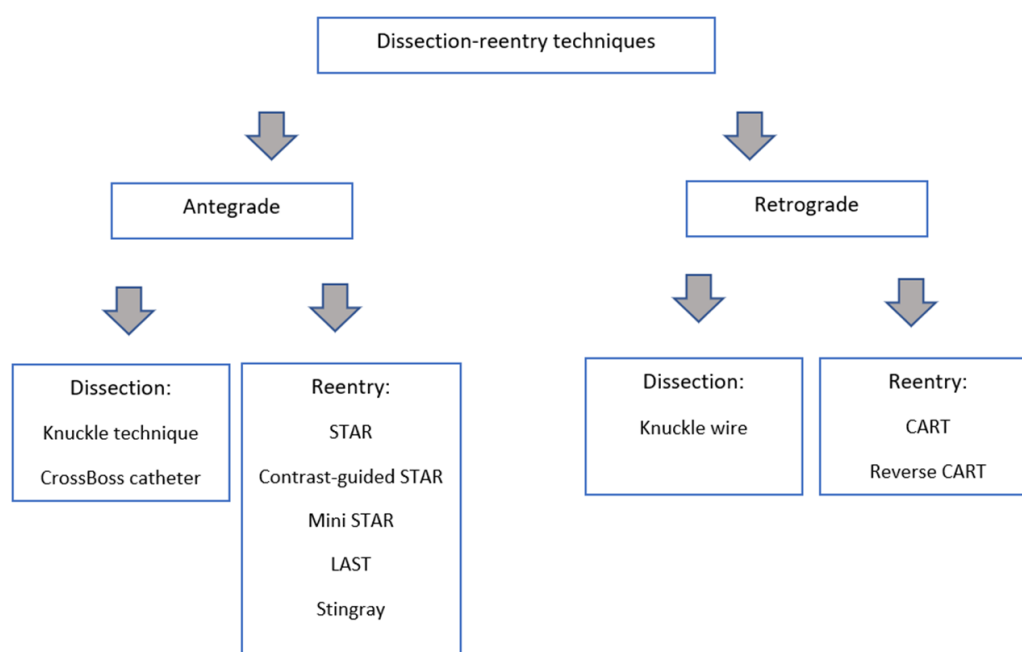 Dissection-reentry techniques
Antegrade
Retrograde
Dissection:
Knuckle technique
CrossBoss catheter
Reentry:
STAR
Contrast-guided STAR
Mini STAR
LAST
Stingray
Dissection:
Knuckle wire
Reentry:
CART
Reverse CART